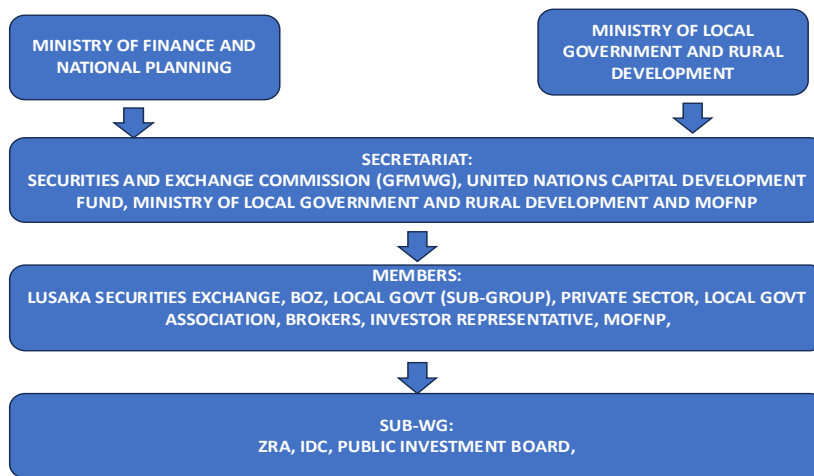 MINISTRY OF FINANCE AND
NATIONAL PLANNING
MINISTRY OF LOCAL
GOVERNMENT AND RURAL
DEVELOPMENT
SECRETARIAT:
SECURITIES AND EXCHANGE COMMISSION (GFMWG), UNITED NATIONS CAPITAL DEVELOPMENT
FUND, MINISTRY OF LOCAL GOVERNMENT AND RURAL DEVELOPMENT AND MOFNP
MEMBERS:
LUSAKA SECURITIES EXCHANGE, BOZ, LOCAL GOVT (SUB-GROUP), PRIVATE SECTOR, LOCAL GOVT
ASSOCIATION, BROKERS, INVESTOR REPRESENTATIVE, MOFNP,
SUB-WG:
ZRA, IDC, PUBLIC INVESTMENT BOARD,